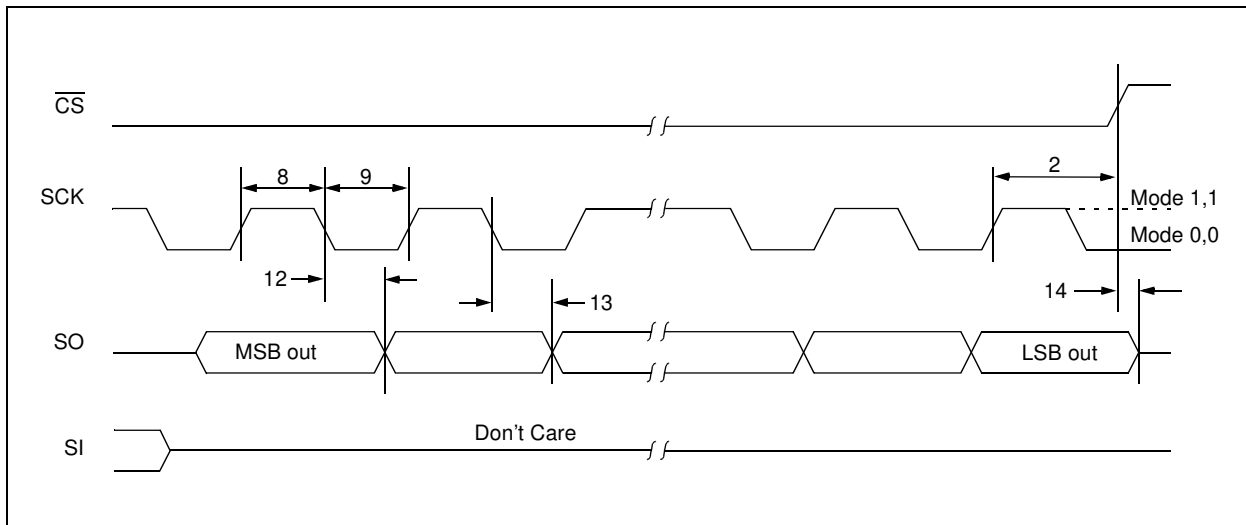 CS
SCK
8
9
2
Mode 1,1
Mode 0,0
12
13
14
SO
MSB out
LSB out
SI
Don't Care